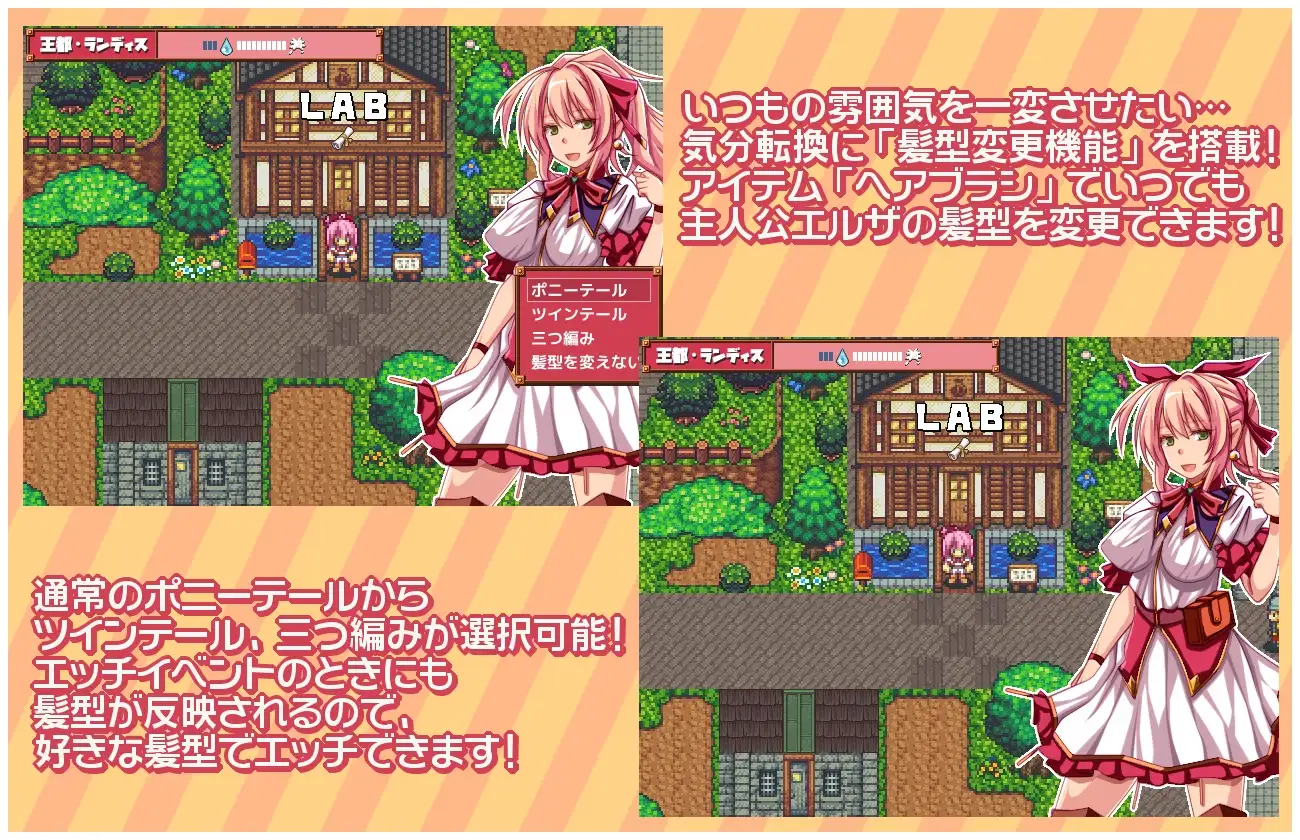 王都・ランディス
LAB
ポニーテール
ツインテール
三つ編み
髪型を変えない
いつもの雰囲気を一変させたい…
気分転換に「髪型変更機能」を搭載！
アイテム「ヘアブラシ」でいつでも
主人公エルザの髪型を変更できます！
王都・ランディス
LAB
通常のポニーテールから
ツインテール、三つ編みが選択可能！
エッチイベントのときにも
髪型が反映されるので、
好きな髪型でエッチできます！